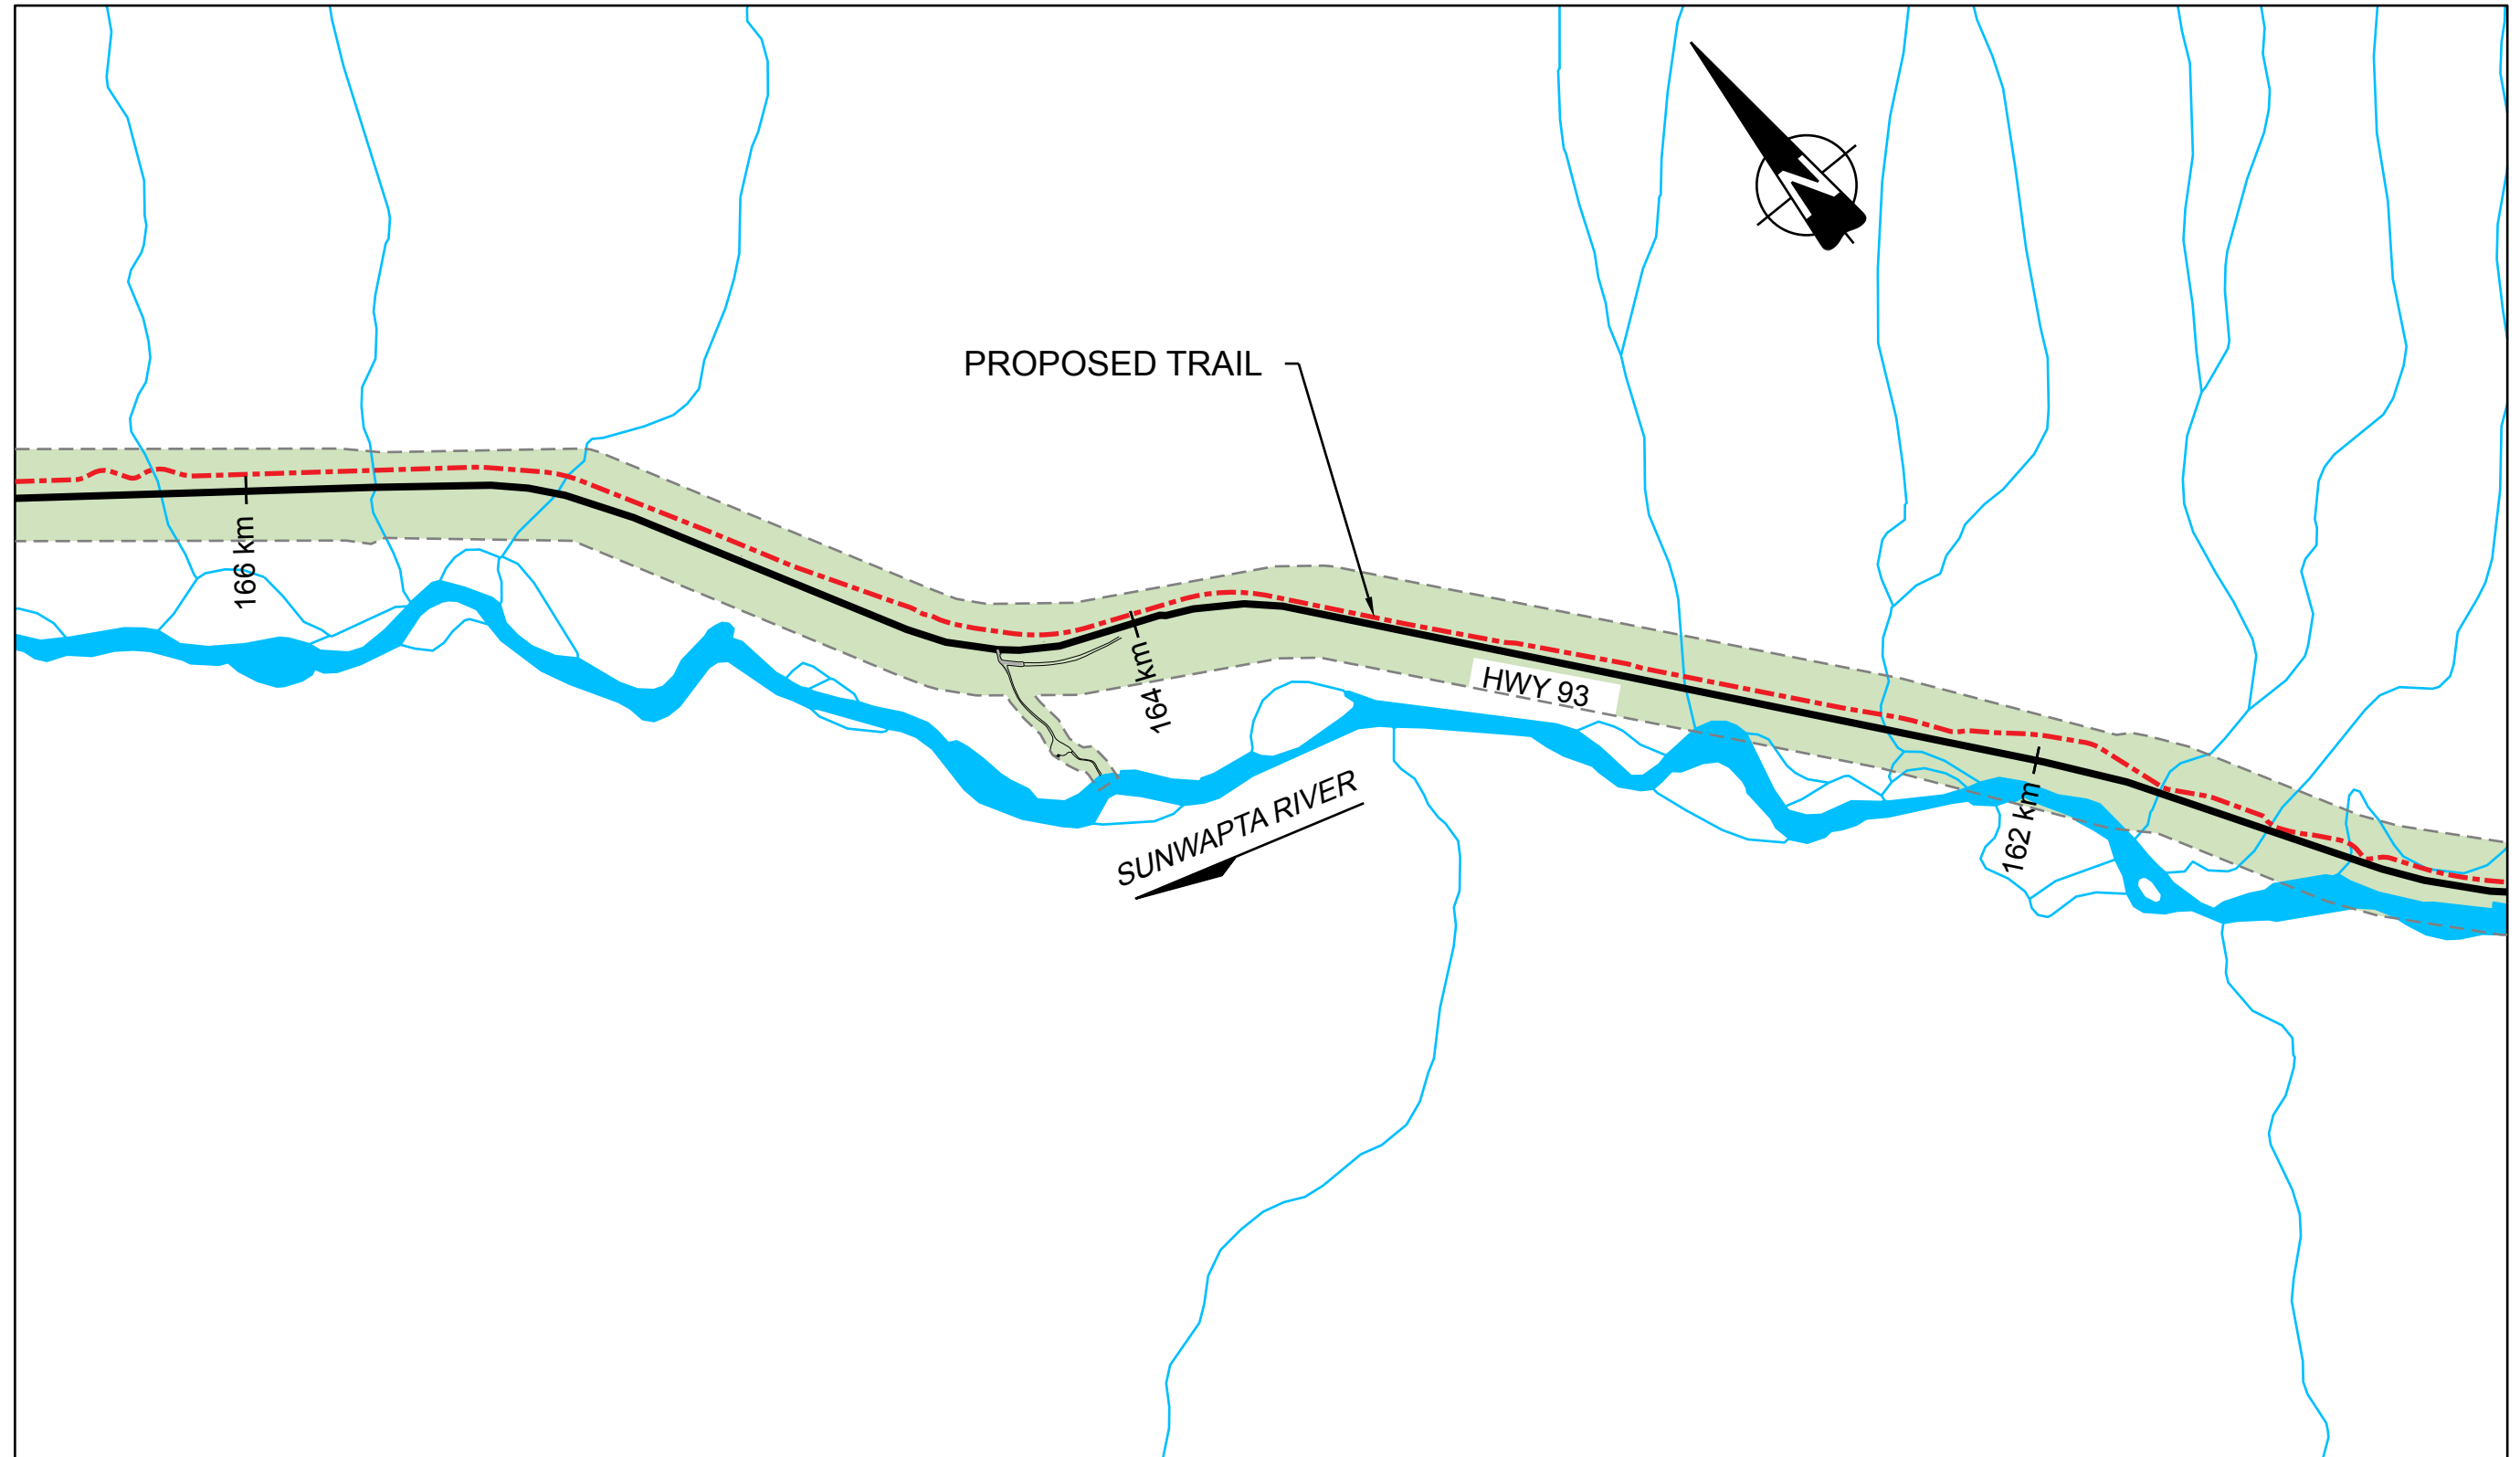 N
PROPOSED TRAIL
166 km
164 km
HWY 93
SUNWAPTA RIVER
162 km